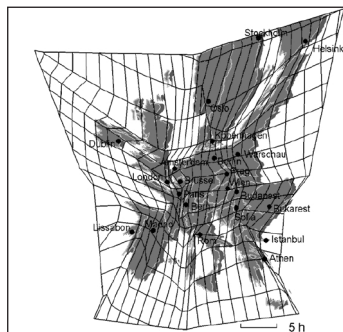 Stockholm
Helsinki
Oslo
Kopenhagen
Dublin
Amsterdam
Berlin
Warschau
London
Brüssel
Prag
Wien
Paris
Budapest
Bern
Sofia
Bukarest
Lissabon
Madrid
Rom
Istanbul
Athen
5 h